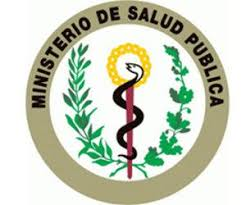 MINISTERIO DE SALUD PUBLICA